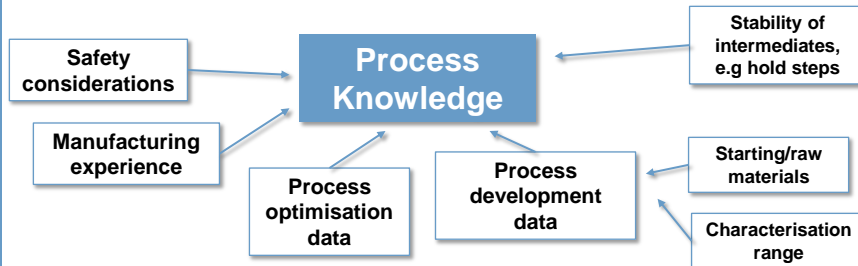 Safety
considerations
Process
Knowledge
Stability of
intermediates,
e.g hold steps
Manufacturing
experience
Process
optimisation
data
Process
development
data
Starting/raw
materials
Characterisation
range